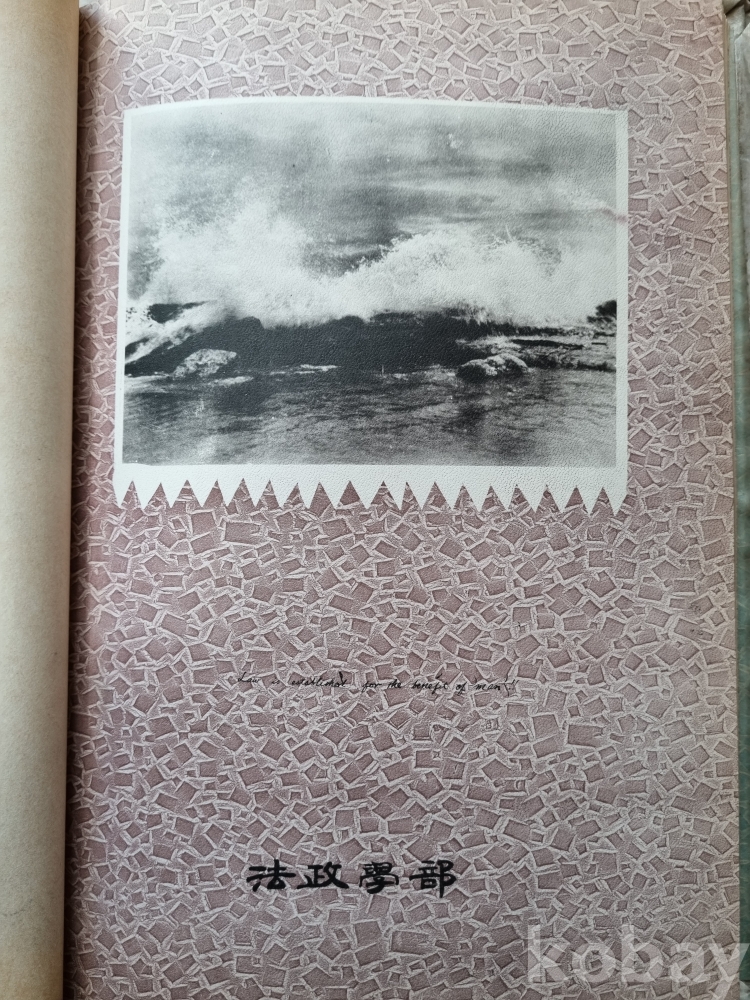 Law is established for the benefit of man!
法政學部
kobay